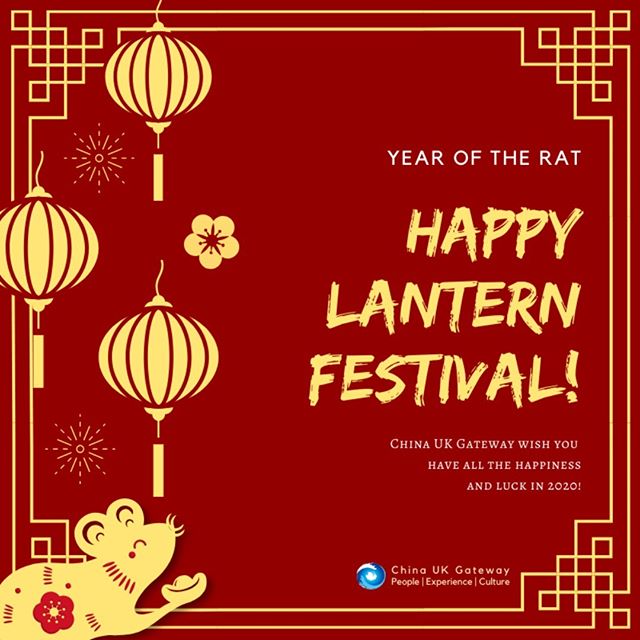 YEAR OF THE RAT
HAPPY
LANTERN
FESTIVAL!
China UK Gateway wish you
have all the happiness
and luck in 2020!
China UK Gateway
People | Experience | Culture